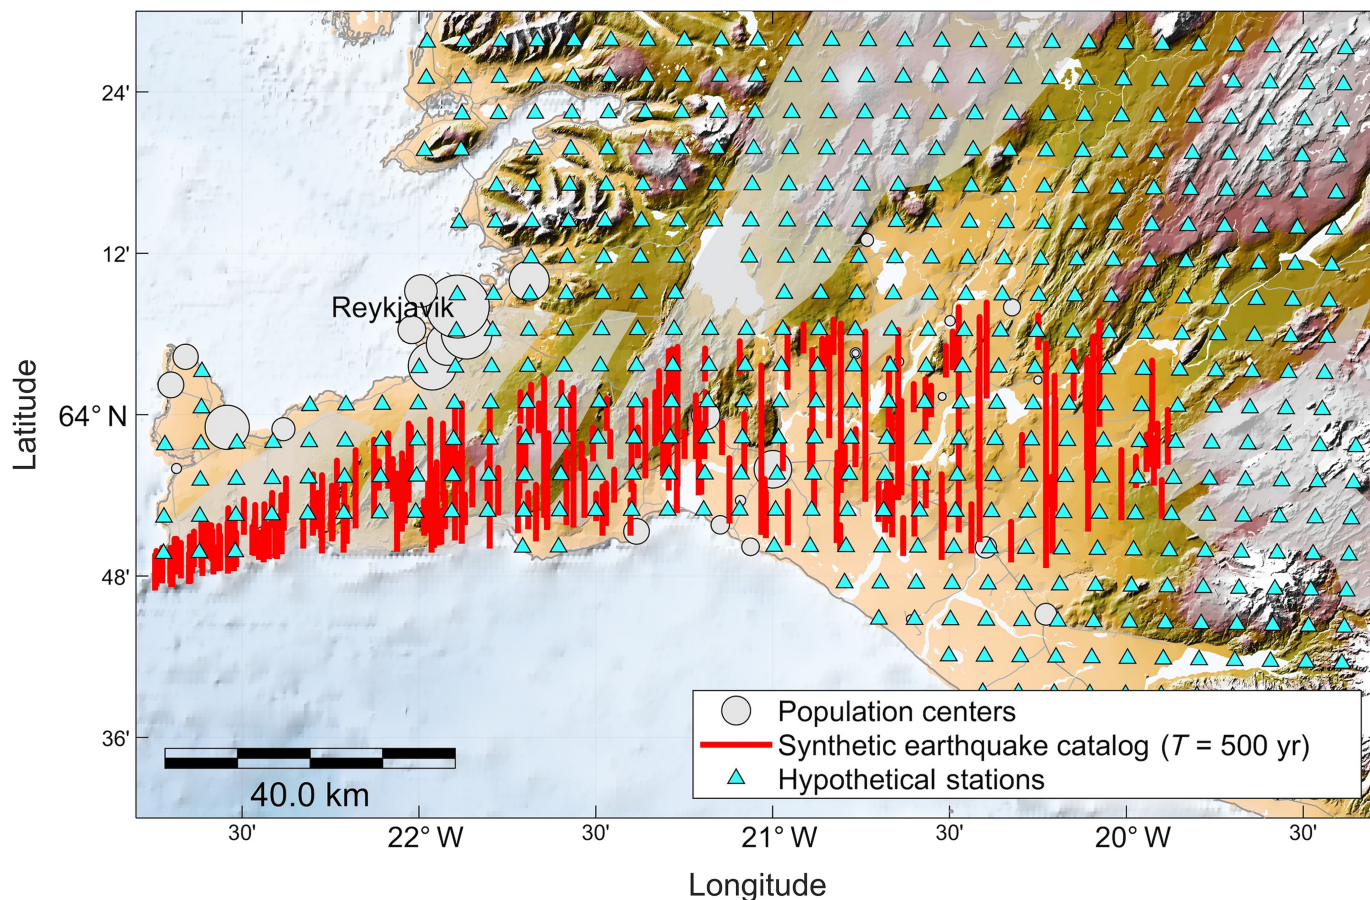 24'
12'
Reykjavik
64° N
48'
36'
Latitude
Population centers
Synthetic earthquake catalog (T = 500 yr)
Hypothetical stations
40.0 km
30'
22° W
30'
21° W
30'
20° W
30'
Longitude